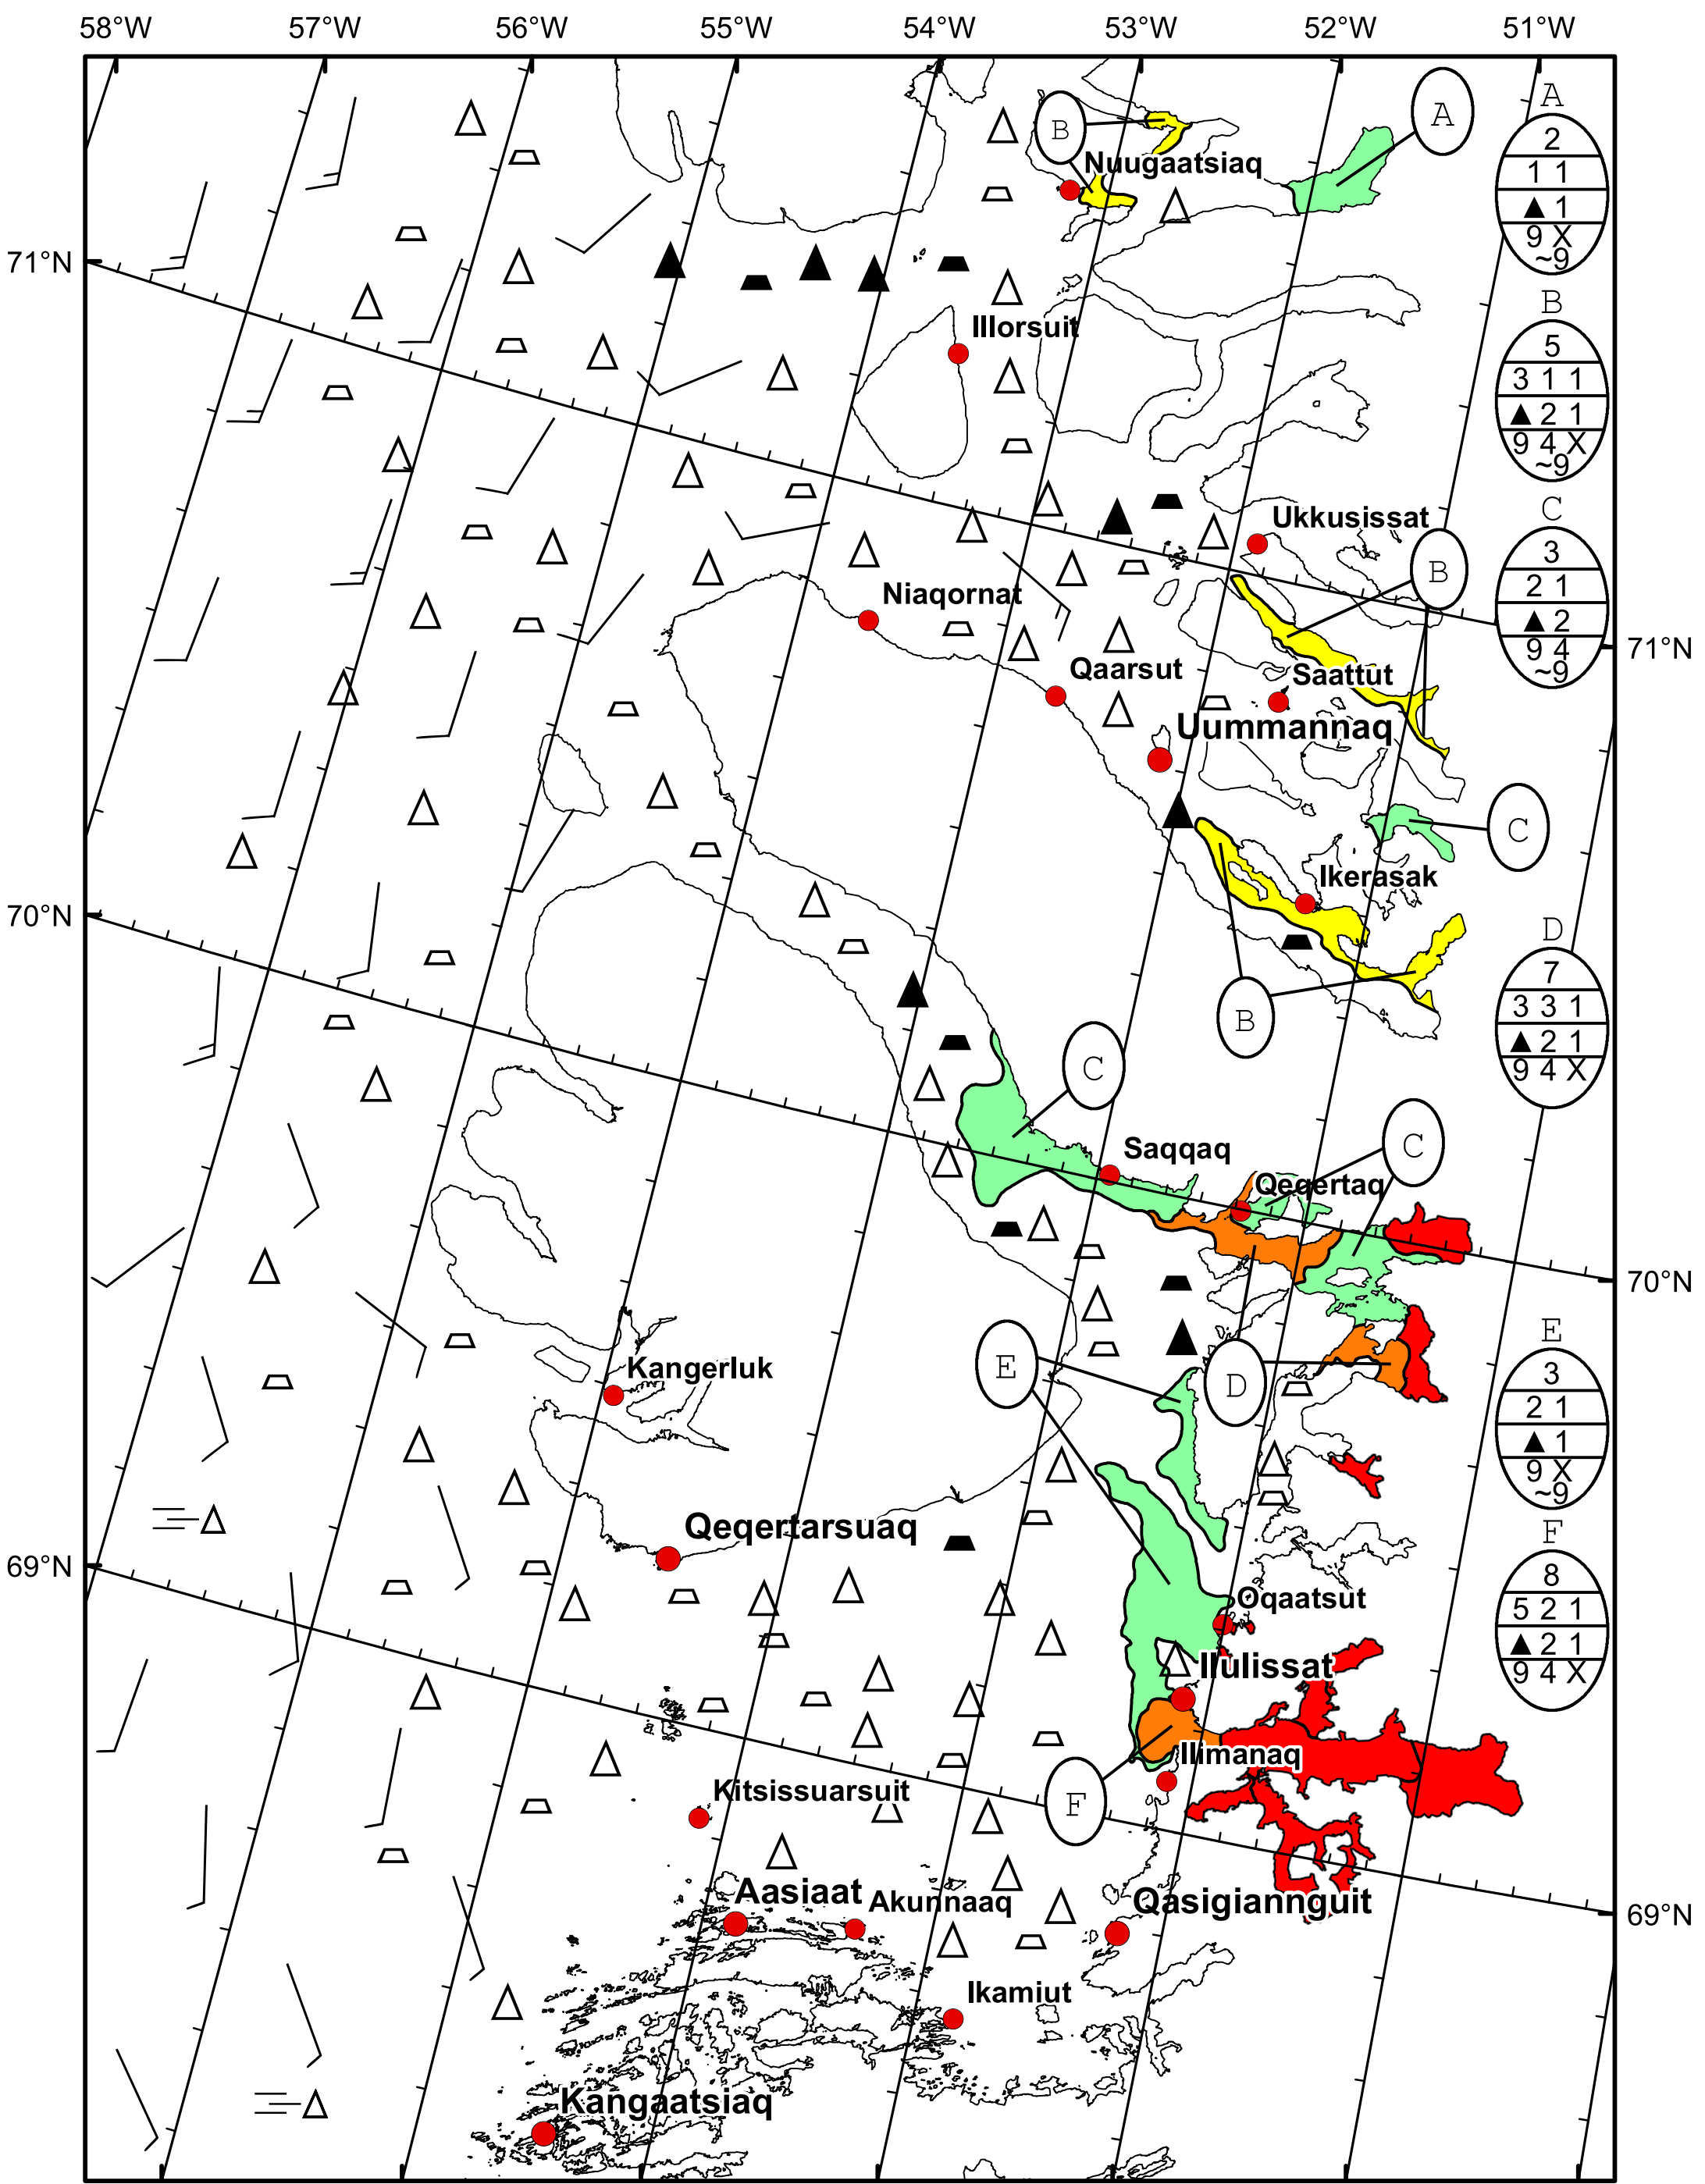 58°W 57°W 56°W 55°W 54°W 53°W 52°W 51°W
A
A
2
B
1 1
Nuugaatsiaq
▲ 1
9 X
~9
71°N
B
Illorsuit
5
3 1 1
▲ 2 1
9 4 X
~9
C
Ukkusissat
3
B
2 1
Niaqornat
▲ 2
9 4
~9
71°N
Qaarsut
Saattut
Uummannaq
C
Ikerasak
70°N
D
7
3 3 1
B
▲ 2 1
9 4 X
C
C
Saqqaq
Qeqertaq
70°N
E
E
Kangerluk
3
D
2 1
▲ 1
9 X
~9
Qeqertarsuaq
F
69°N
8
Oqaatsut
5 2 1
▲ 2 1
Ilulissat
9 4 X
Ilimanaq
Kitsissuarsuit
F
Aasiaat
Akunnaaq
Qasigiannguit
69°N
Ikamiut
Kangaatsiaq